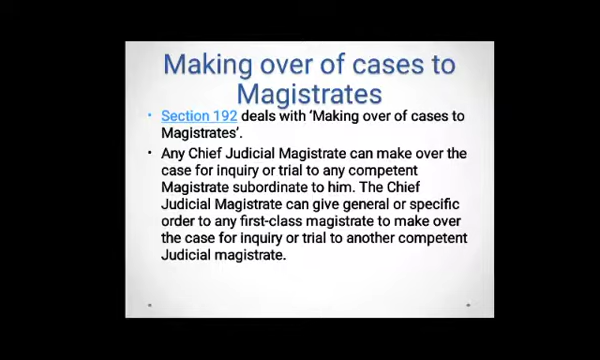 Making over of cases to
Magistrates
• Section 192 deals with ‘Making over of cases to
Magistrates’.
• Any Chief Judicial Magistrate can make over the
case for inquiry or trial to any competent
Magistrate subordinate to him. The Chief
Judicial Magistrate can give general or specific
order to any first-class magistrate to make over
the case for inquiry or trial to another competent
Judicial magistrate.